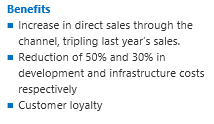 Benefits
■ Increase in direct sales through the
channel, tripling last year's sales.
■ Reduction of 50% and 30% in
development and infrastructure costs
respectively
■ Customer loyalty